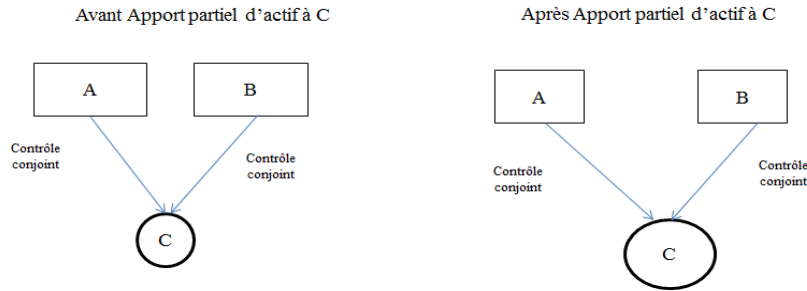 Avant Apport partiel d'actif à C
A
B
Contrôle
conjoint
Contrôle
conjoint
C
Après Apport partiel d'actif à C
A
B
Contrôle
conjoint
Contrôle
conjoint
C